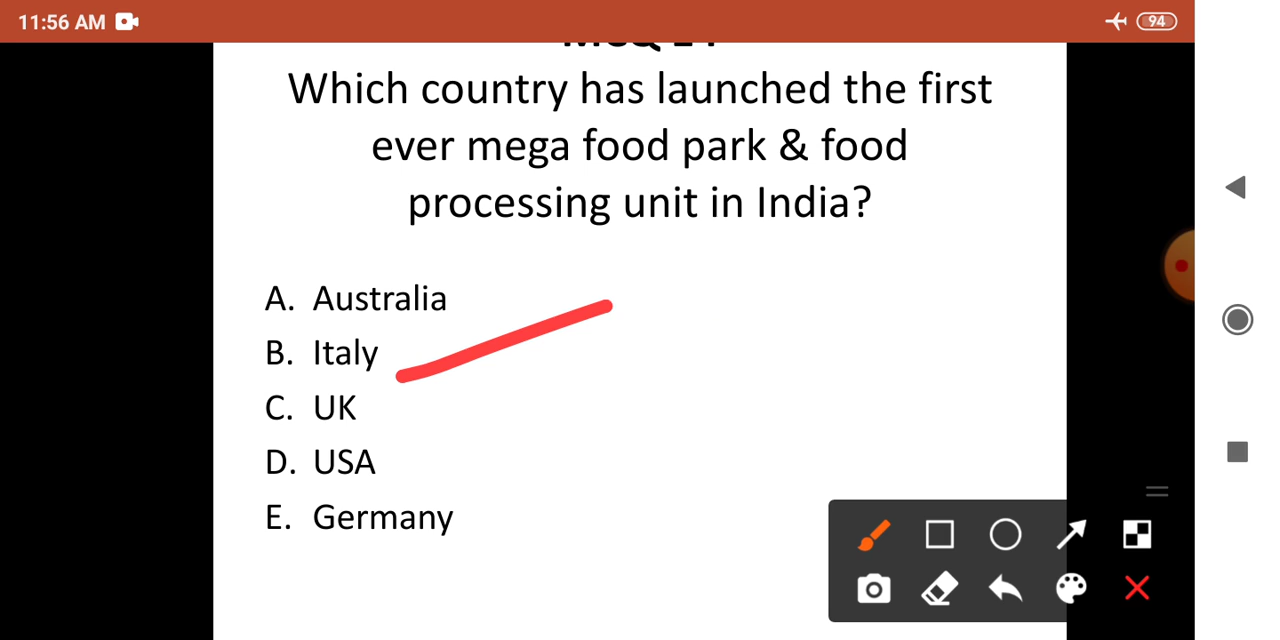 11:56 AM
94
Which country has launched the first
ever mega food park & food
processing unit in India?
A. Australia
B. Italy
C. UK
D. USA
E. Germany